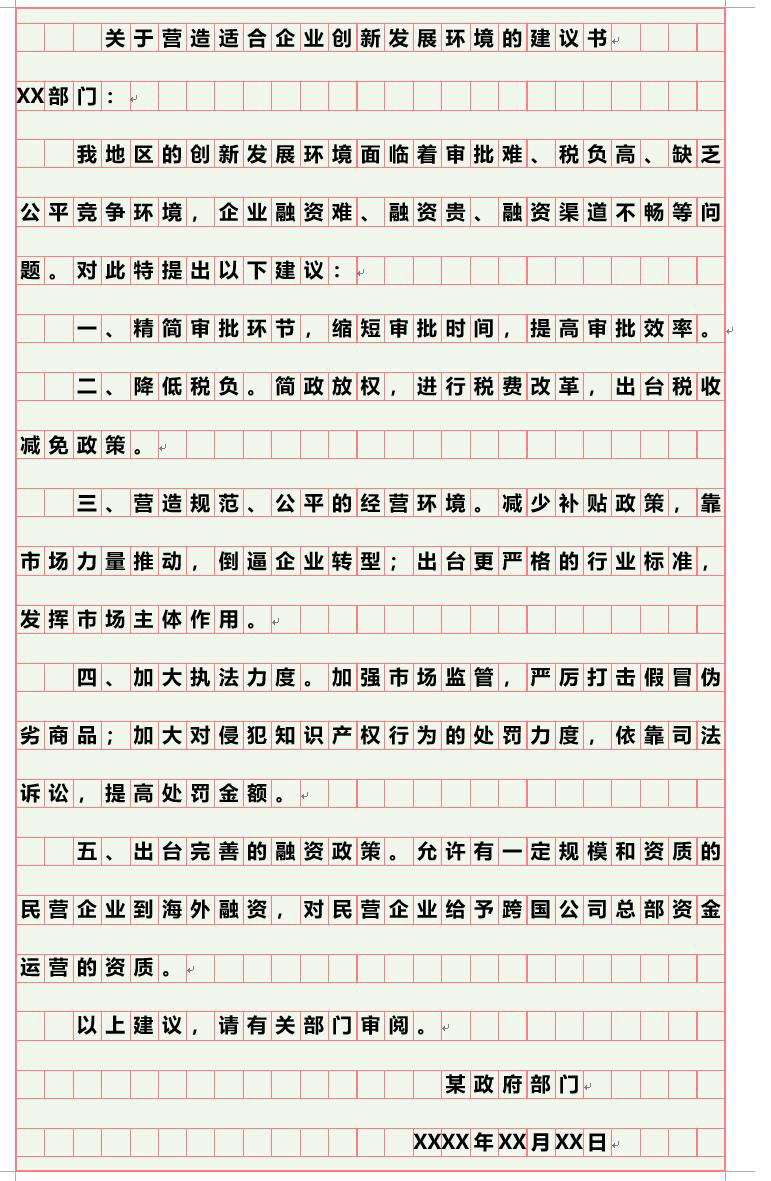 关于营造适合企业创新发展环境的建议书
XX部门：
我地区的创新发展环境面临着审批难、税负高、缺乏
公平竞争环境，企业融资难、融资贵、融资渠道不畅等问
题。对此特提出以下建议：
一、精简审批环节，缩短审批时间，提高审批效率。
二、降低税负。简政放权，进行税费改革，出台税收
减免政策。
三、营造规范、公平的经营环境。减少补贴政策，靠
市场力量推动，倒逼企业转型；出台更严格的行业标准，
发挥市场主体作用。
四、加大执法力度。加强市场监管，严厉打击假冒伪
劣商品；加大对侵犯知识产权行为的处罚力度，依靠司法
诉讼，提高处罚金额。
五、出台完善的融资政策。允许有一定规模和资质的
民营企业到海外融资，对民营企业给予跨国公司总部资金
运营的资质。
以上建议，请有关部门审阅。
某政府部门
XXXX年XX月XX日